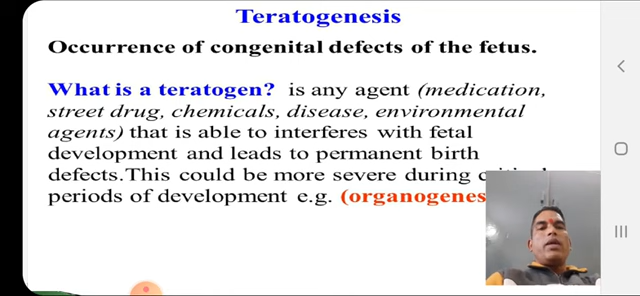 Teratogenesis
Occurrence of congenital defects of the fetus.
What is a teratogen? is any agent (medication,
street drug, chemicals, disease, environmental
agents) that is able to interferes with fetal
development and leads to permanent birth
defects.This could be more severe during
periods of development e.g.